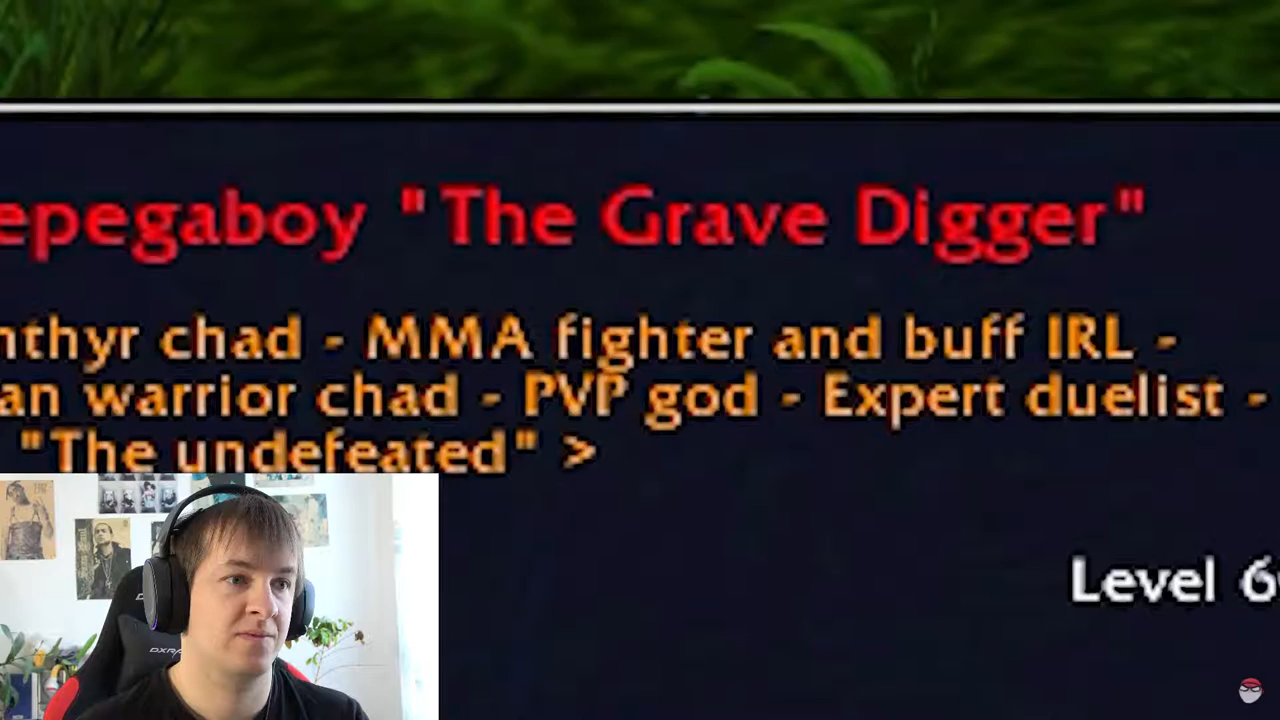 epegaboy "The Grave Digger"
nthyr chad - MMA fighter and buff IRL -
an warrior chad - PVP god - Expert duelist -
"The undefeated" >
Level 6